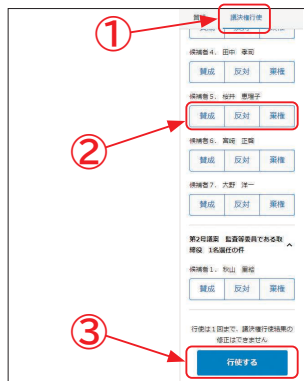 ①
賛成 議決権行使
候補者4. 田中 孝司
賛成 反対 棄権
候補者5. 桜井 恵理子
②
賛成 反対 棄権
候補者6. 宮崎 正啓
賛成 反対 棄権
候補者7. 大野 洋一
賛成 反対 棄権
第2号議案 監査等委員である取
締役 1名選任の件
候補者1. 秋山
賛成 反対 棄権
③
行使は1回まで、議決権行使結果の
修正はできません
行使する